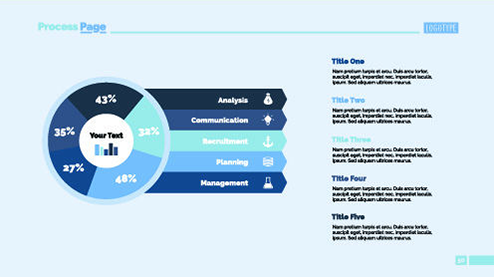 Process Page
LOGOTYPE
43%
35%
32%
27%
48%
Your Text
Analysis
Communication
Recruitment
Planning
Management
Title One
Nam pretium turpis et arcu. Duis arcu tortor,
suscipit eget, imperdiet nec, imperdiet iaculis,
ipsum. Sed aliquam ultrices mauris.
Title Two
Nam pretium turpis et arcu. Duis arcu tortor,
suscipit eget, imperdiet nec, imperdiet iaculis,
ipsum. Sed aliquam ultrices mauris.
Title Three
Nam pretium turpis et arcu. Duis arcu tortor,
suscipit eget, imperdiet nec, imperdiet iaculis,
ipsum. Sed aliquam ultrices mauris.
Title Four
Nam pretium turpis et arcu. Duis arcu tortor,
suscipit eget, imperdiet nec, imperdiet iaculis,
ipsum. Sed aliquam ultrices mauris.
Title Five
Nam pretium turpis et arcu. Duis arcu tortor,
suscipit eget, imperdiet nec, imperdiet iaculis,
ipsum. Sed aliquam ultrices mauris.